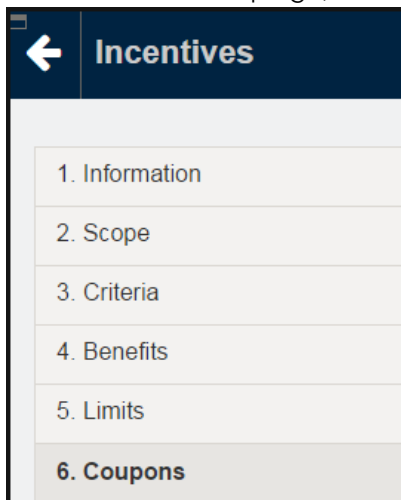 Incentives
1. Information
2. Scope
3. Criteria
4. Benefits
5. Limits
6. Coupons